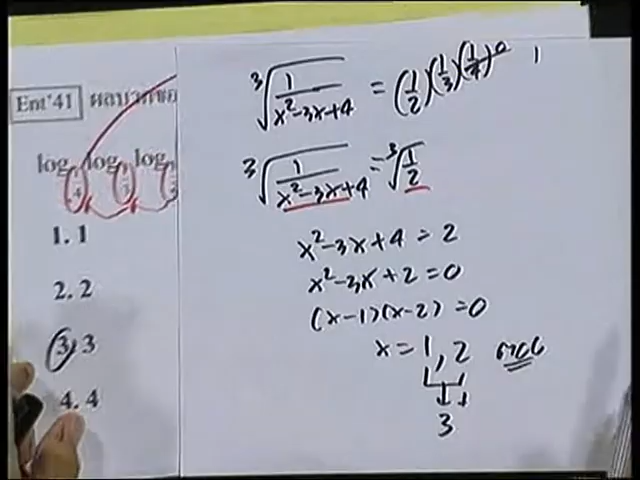 Ent'41 ผลบวกของ
log log log
1. 1
2. 2
3. 3
4. 4
∛(1/(x²-3x+4)) = (1/2)^(1/3)^(1/4)^0 1
∛(1/(x²-3x+4)) = ∛(1/2)
x²-3x+4 = 2
x²-3x+2 = 0
(x-1)(x-2) = 0
x = 1, 2
3